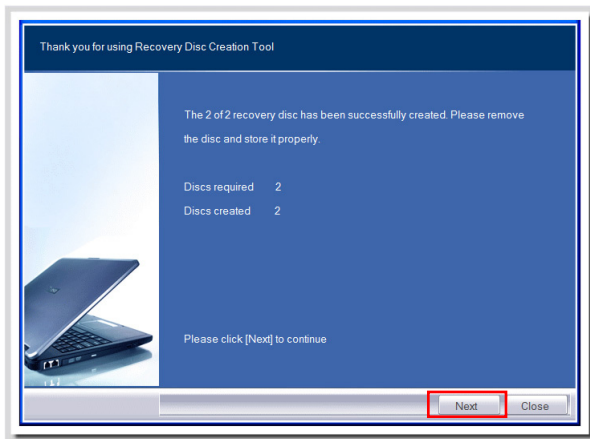 Thank you for using Recovery Disc Creation Tool
The 2 of 2 recovery disc has been successfully created. Please remove
the disc and store it properly.
Discs required 2
Discs created 2
Please click [Next] to continue
Next Close